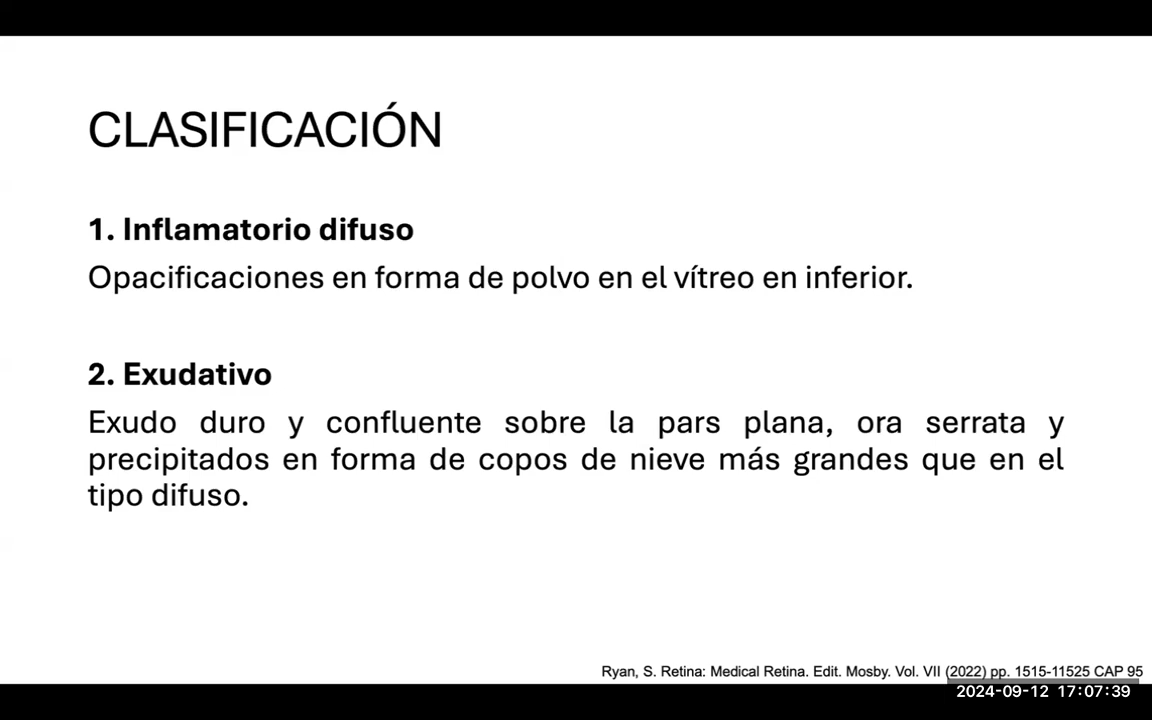 CLASIFICACIÓN
1. Inflamatorio difuso
Opacificaciones en forma de polvo en el vítreo en inferior.
2. Exudativo
Exudo duro y confluente sobre la pars plana, ora serrata y
precipitados en forma de copos de nieve más grandes que en el
tipo difuso.
Ryan, S. Retina: Medical Retina. Edit. Mosby. Vol. VII (2022) pp. 1515-11525 CAP 95
2024-09-12 17:07:39